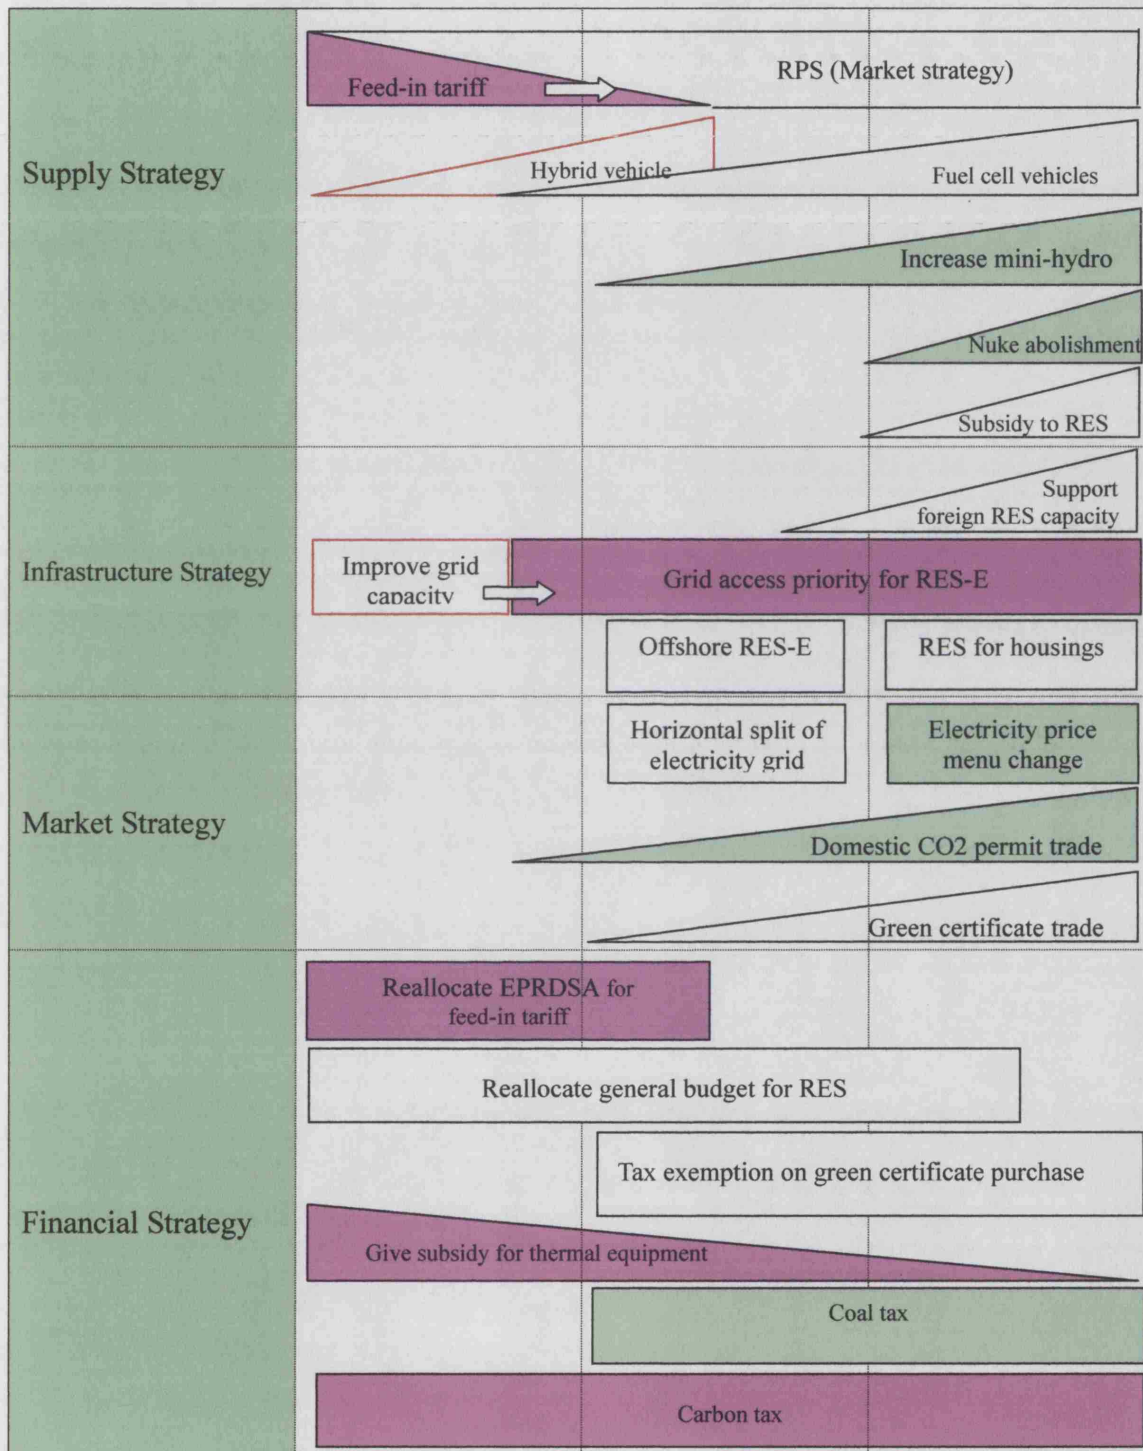 Supply Strategy
Feed-in tariff
RPS (Market strategy)
Hybrid vehicle
Fuel cell vehicles
Increase mini-hydro
Nuke abolishment
Subsidy to RES
Infrastructure Strategy
Support
foreign RES capacity
Improve grid
capacity
Grid access priority for RES-E
Offshore RES-E
RES for housings
Market Strategy
Horizontal split of
electricity grid
Electricity price
menu change
Domestic CO2 permit trade
Green certificate trade
Financial Strategy
Reallocate EPRDSA for
feed-in tariff
Reallocate general budget for RES
Tax exemption on green certificate purchase
Give subsidy for thermal equipment
Coal tax
Carbon tax